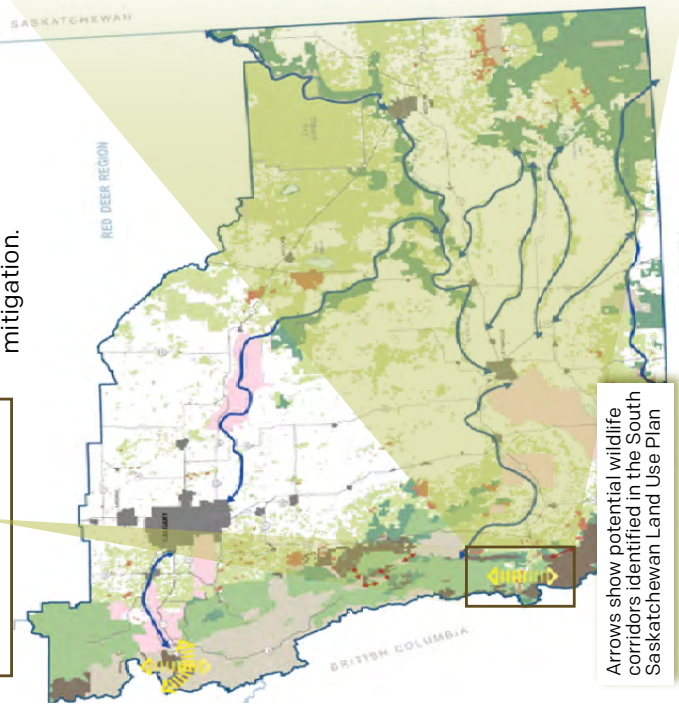 SASKATCHEWAN
RED DEER REGION
mitigation.
CALGARY
BRITISH COLUMBIA
Arrows show potential wildlife
corridors identified in the South
Saskatchewan Land Use Plan